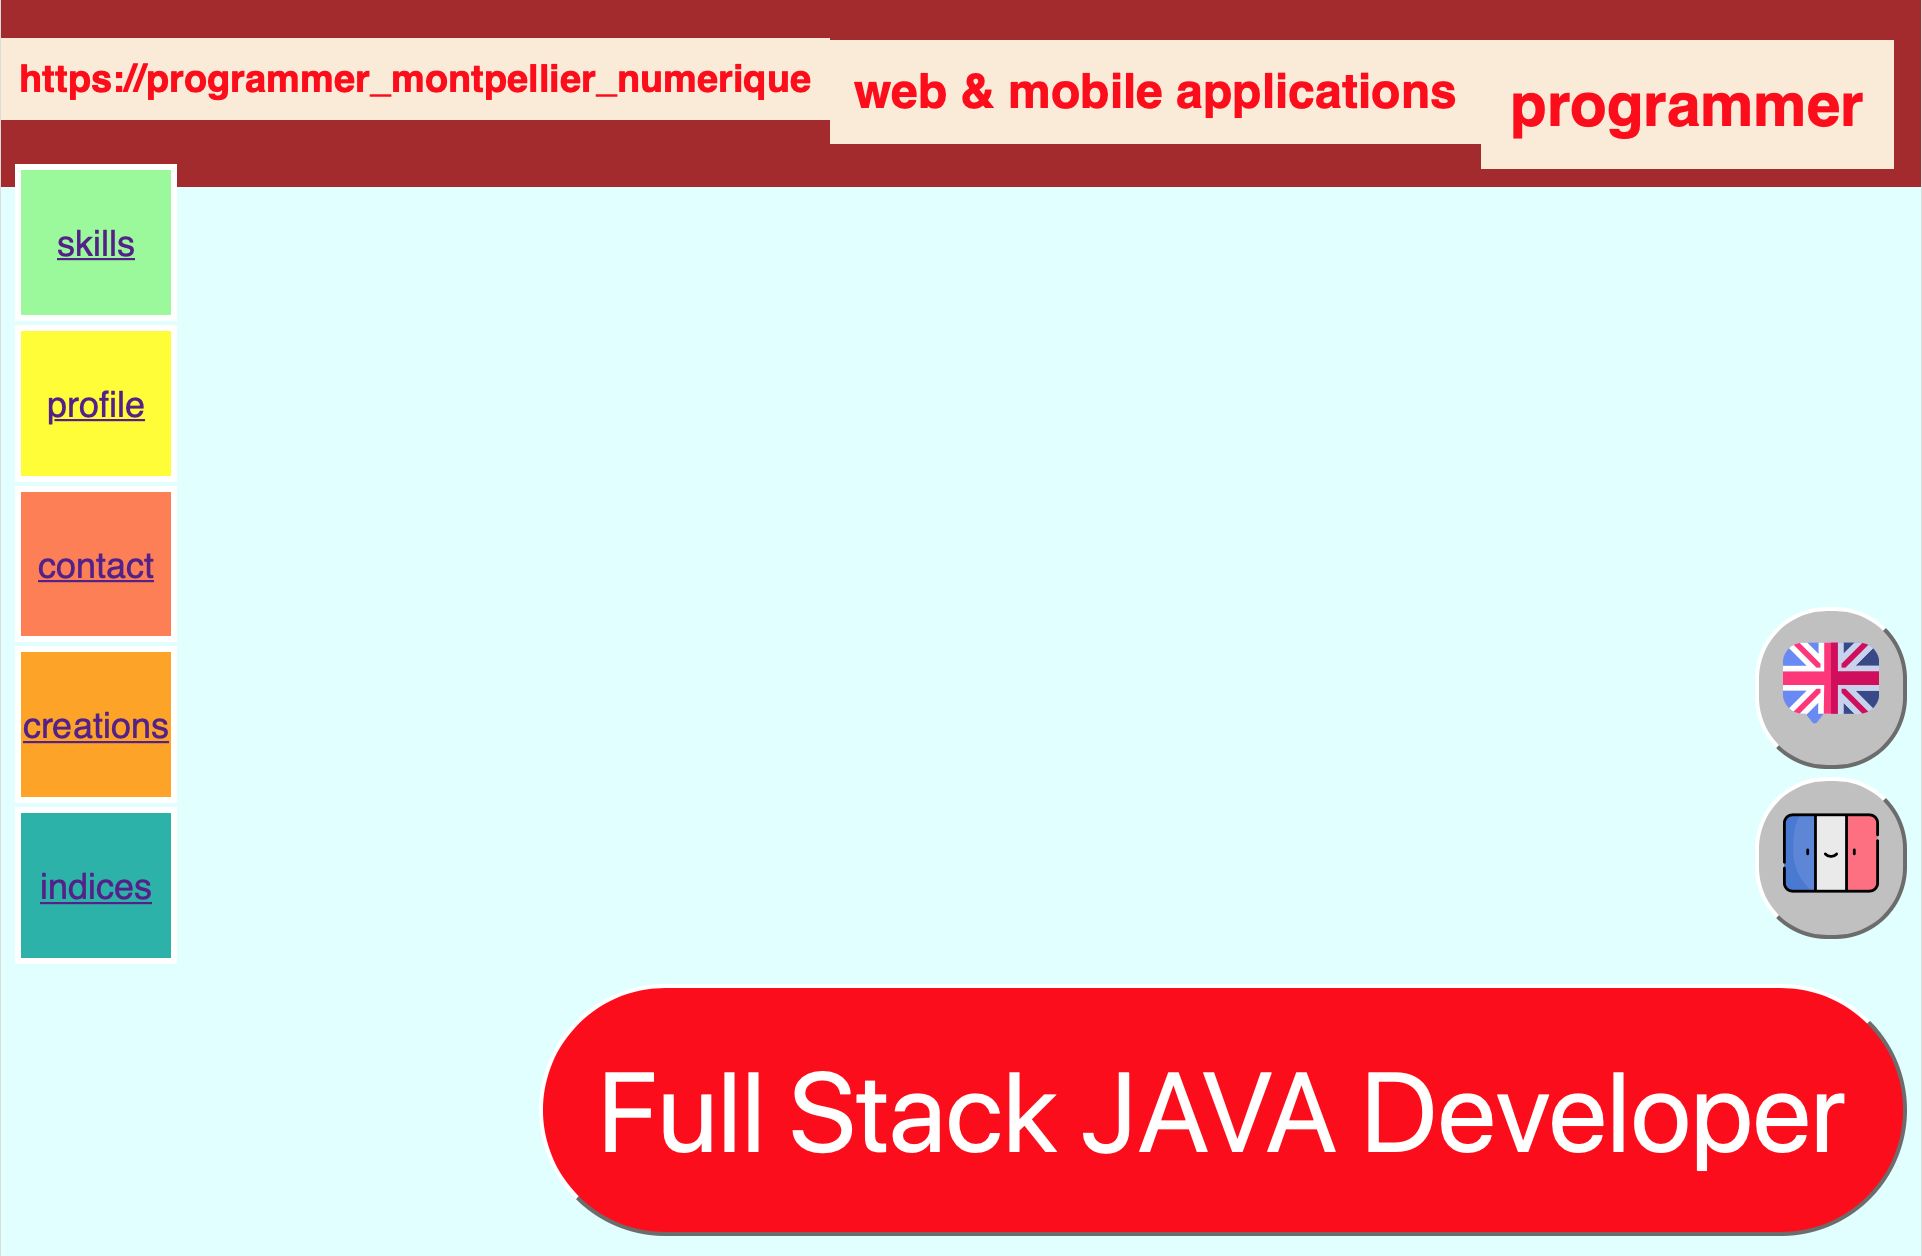 https://programmer_montpellier_numerique
web & mobile applications
programmer
skills
profile
contact
creations
indices
Full Stack JAVA Developer